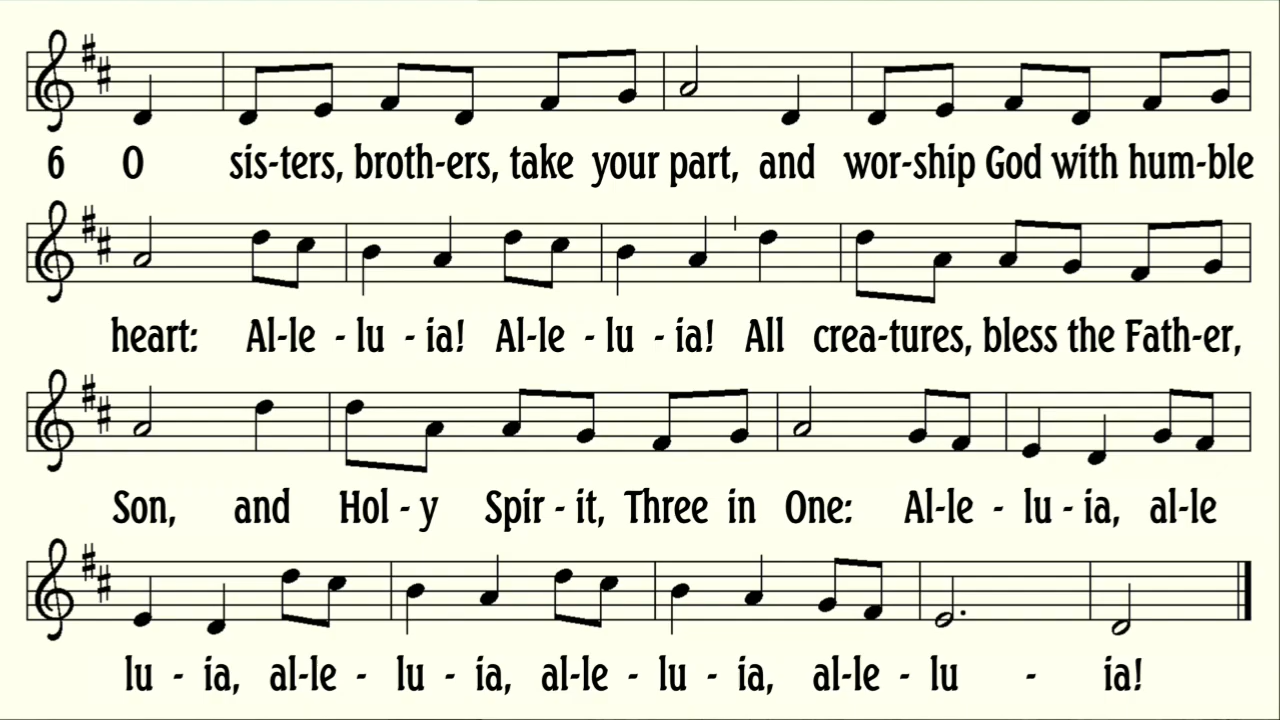 6 O sis-ters, broth-ers, take your part, and wor-ship God with hum-ble
heart: Al-le - lu - ia! Al-le - lu - ia! All crea-tures, bless the Fath-er,
Son, and Hol - y Spir - it, Three in One: Al-le - lu - ia, al-le
lu - ia, al-le - lu - ia, al-le - lu - ia, al-le - lu - ia!